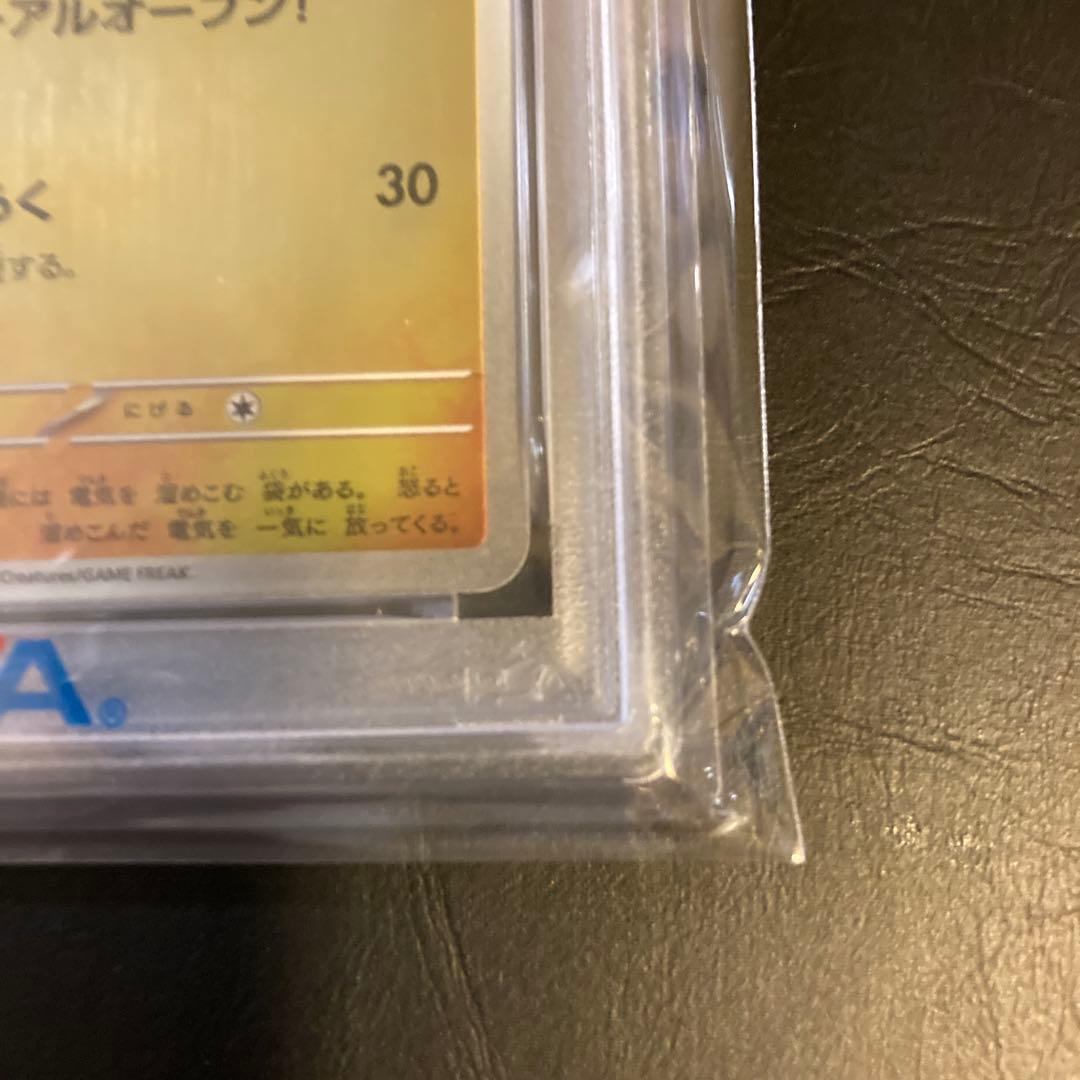 アルオープン!
らく 30
する。
にげる
には 電気を 溜めこむ 袋がある。 怒ると
溜めこんだ 電気を 一気に 放ってくる。
Creatures/GAME FREAK
A®